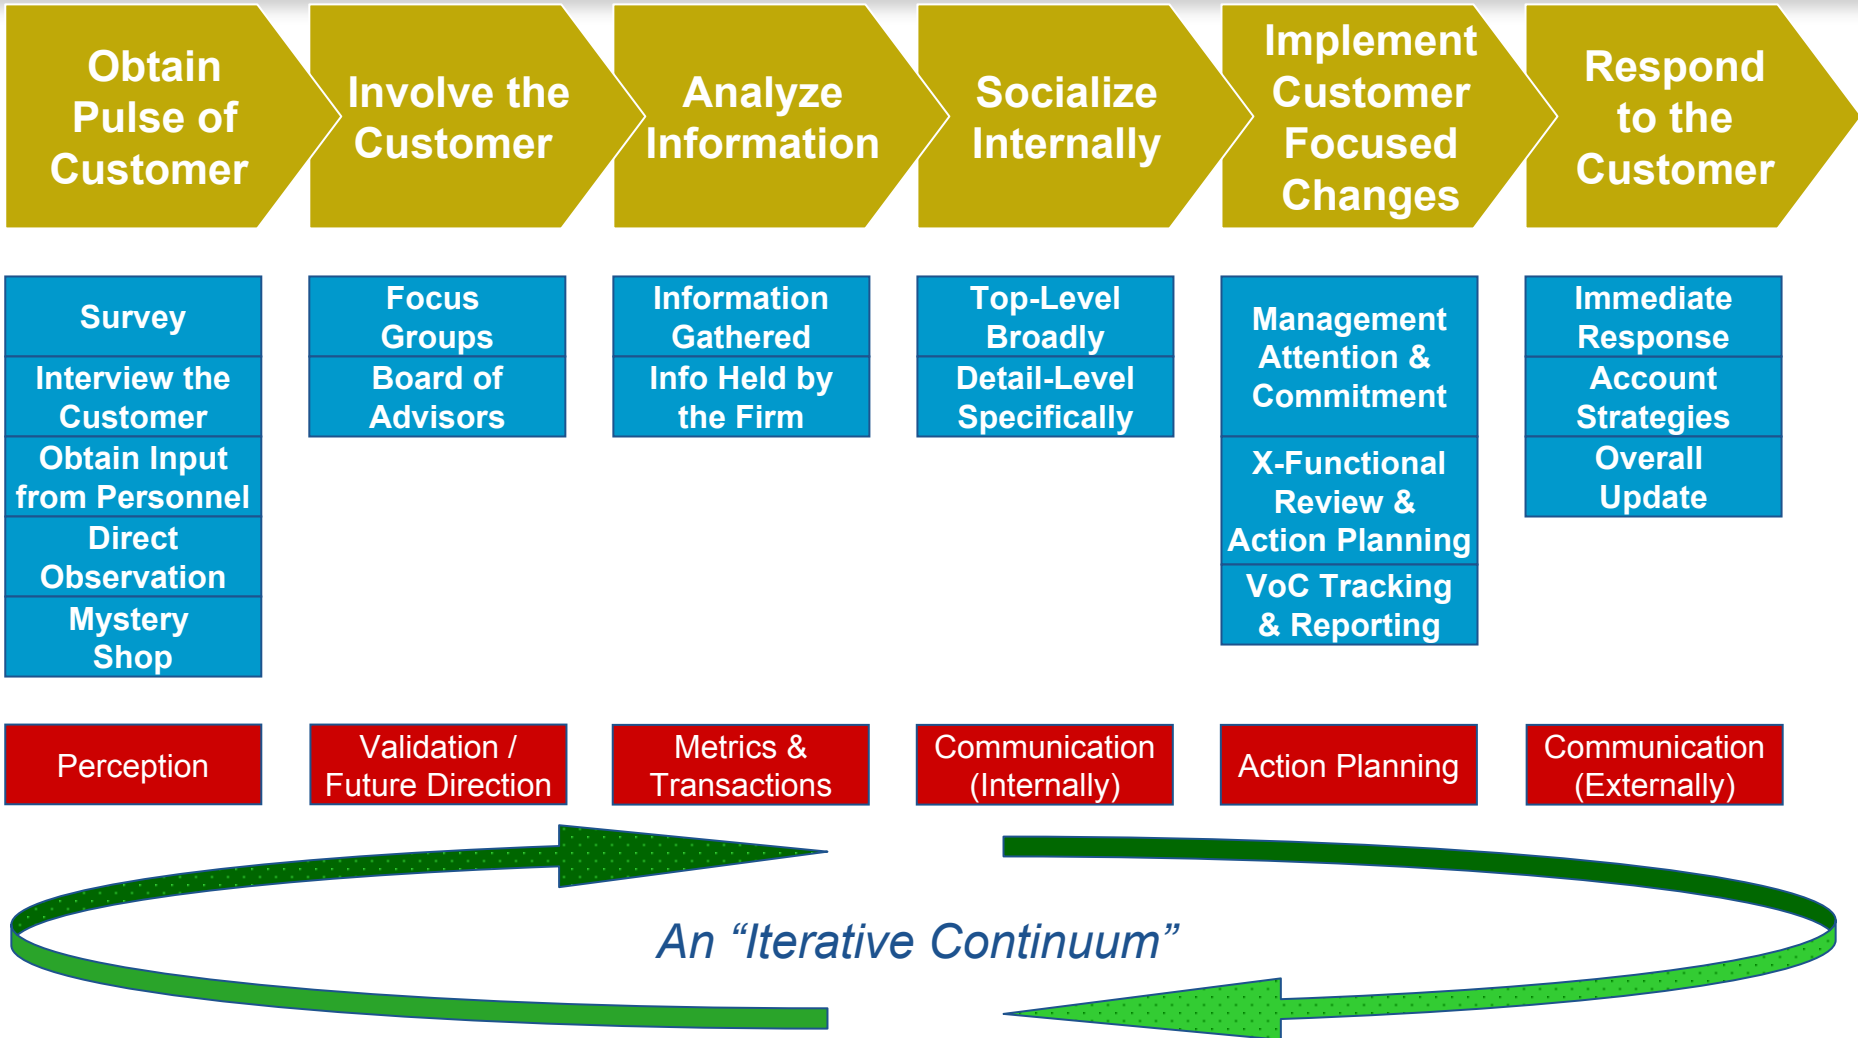 Obtain
Pulse of
Customer
Involve the
Customer
Analyze
Information
Socialize
Internally
Implement
Customer
Focused
Changes
Respond
to the
Customer
Survey
Interview the
Customer
Obtain Input
from Personnel
Direct
Observation
Mystery
Shop
Focus
Groups
Board of
Advisors
Information
Gathered
Info Held by
the Firm
Top-Level
Broadly
Detail-Level
Specifically
Management
Attention &
Commitment
X-Functional
Review &
Action Planning
VoC Tracking
& Reporting
Immediate
Response
Account
Strategies
Overall
Update
Perception
Validation /
Future Direction
Metrics &
Transactions
Communication
(Internally)
Action Planning
Communication
(Externally)
An “Iterative Continuum”